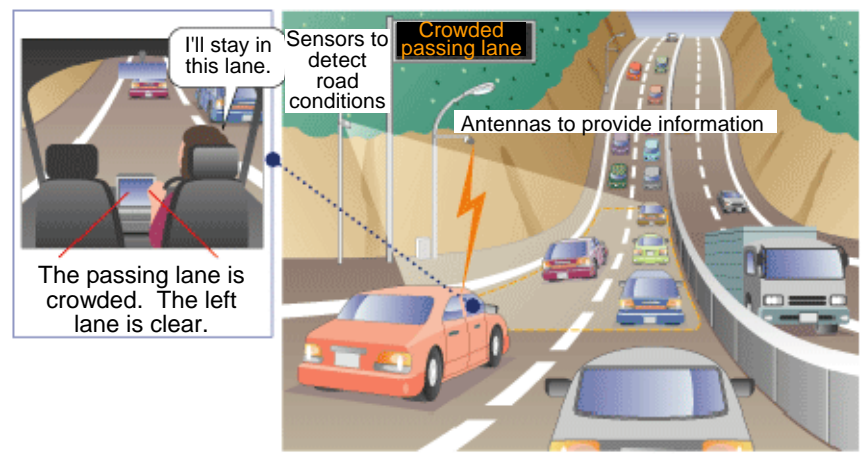 I'll stay in
this lane.
The passing lane is
crowded.  The left
lane is clear.
Sensors to
detect
road
conditions
Crowded
passing lane
Antennas to provide information